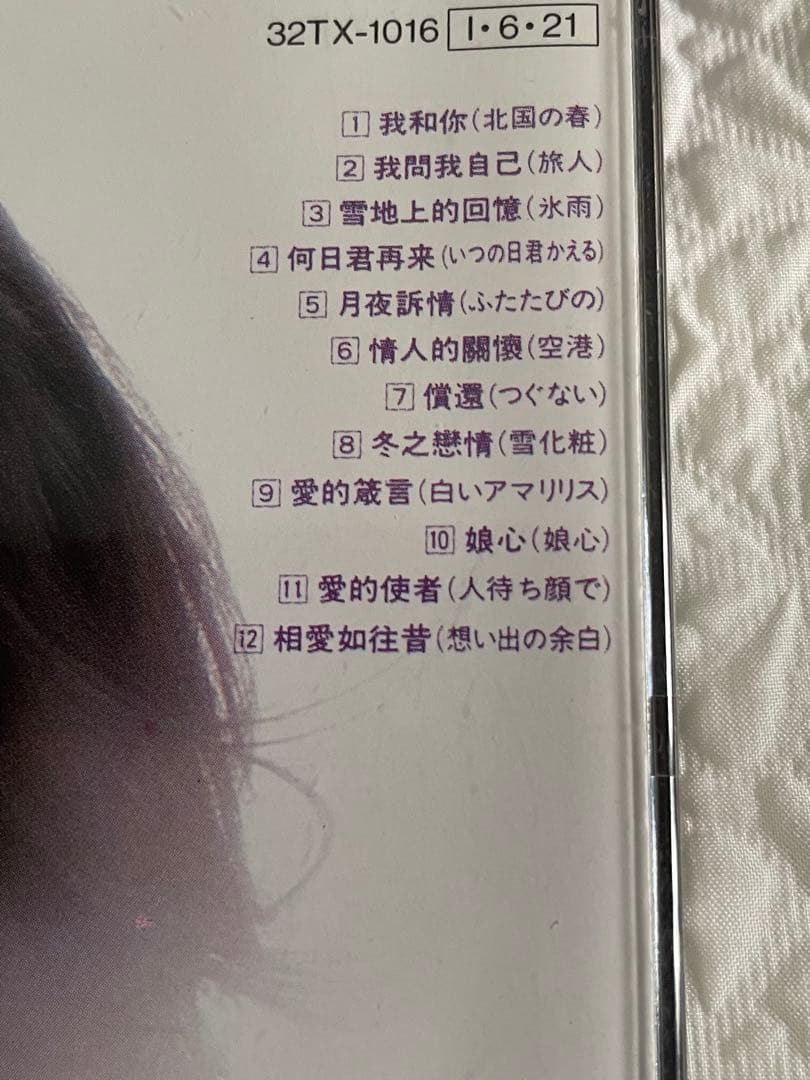 32TX-1016 I・6・21
1 我和你(北国の春)
2 我問我自己(旅人)
3 雪地上的回憶(氷雨)
4 何日君再来(いつの日君かえる)
5 月夜訴情(ふたたびの)
6 情人的關懷(空港)
7 償還(つぐない)
8 冬之戀情(雪化粧)
9 愛的箴言(白いアマリリス)
10 娘心(娘心)
11 愛的使者(人待ち顔で)
12 相愛如往昔(想い出の余白)